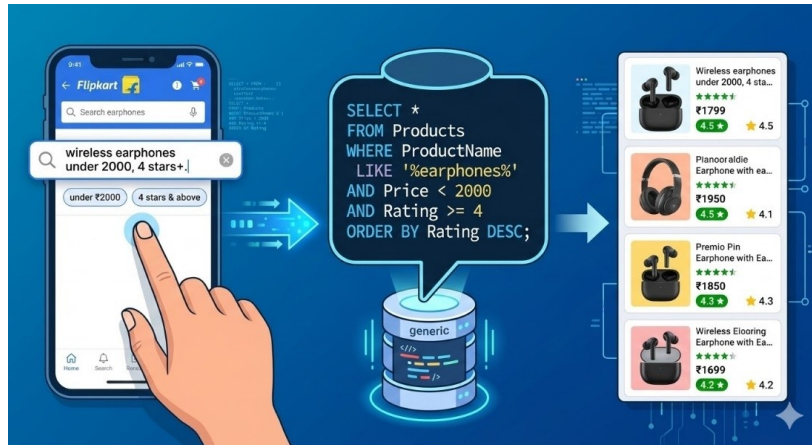 9:41
Flipkart
Search earphones
wireless earphones
under 2000, 4 stars+.
under ₹2000
4 stars & above
Home
Search
SELECT *
FROM Products
WHERE ProductName
LIKE '%earphones%'
AND Price < 2000
AND Rating >= 4
ORDER BY Rating DESC;
generic
</>
/>
Wireless earphones
under 2000, 4 sta...
₹1799
4.5 ★
4.5
Planooraldie
Earphone with ea...
₹1950
4.5 ★
4.1
Premio Pin
Earphone with Ea...
₹1850
4.3 ★
4.3
Wireless Elooring
Earphone with Ea...
₹1699
4.2 ★
4.2